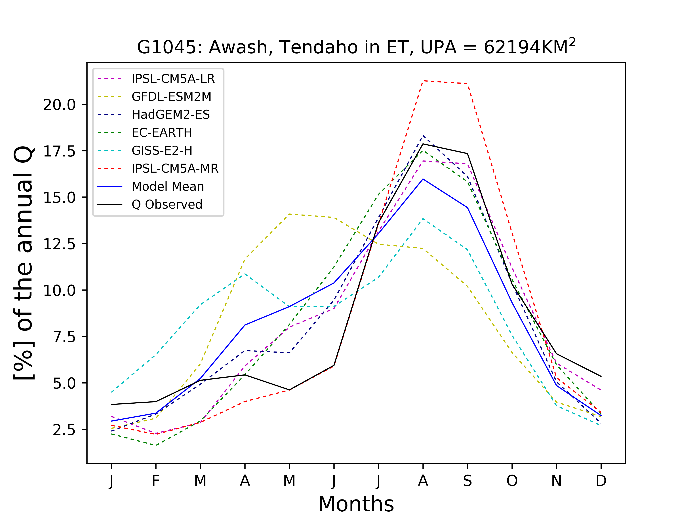 G1045: Awash, Tendaho in ET, UPA = 62194KM²
IPSL-CM5A-LR
GFDL-ESM2M
HadGEM2-ES
EC-EARTH
GISS-E2-H
IPSL-CM5A-MR
Model Mean
Q Observed
[%] of the annual Q
20.0
17.5
15.0
12.5
10.0
7.5
5.0
2.5
J F M A M J J A S O N D
Months